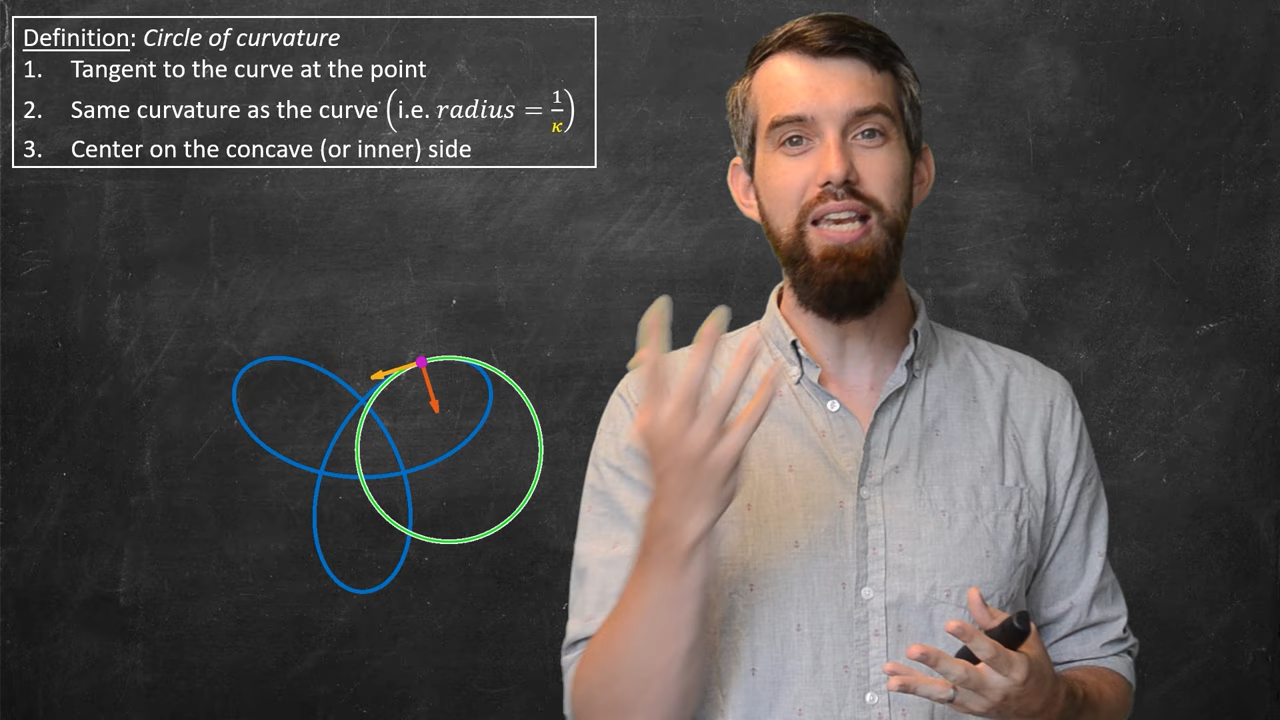 Definition: Circle of curvature
1. Tangent to the curve at the point
2. Same curvature as the curve (i.e. radius = 1/κ)
3. Center on the concave (or inner) side